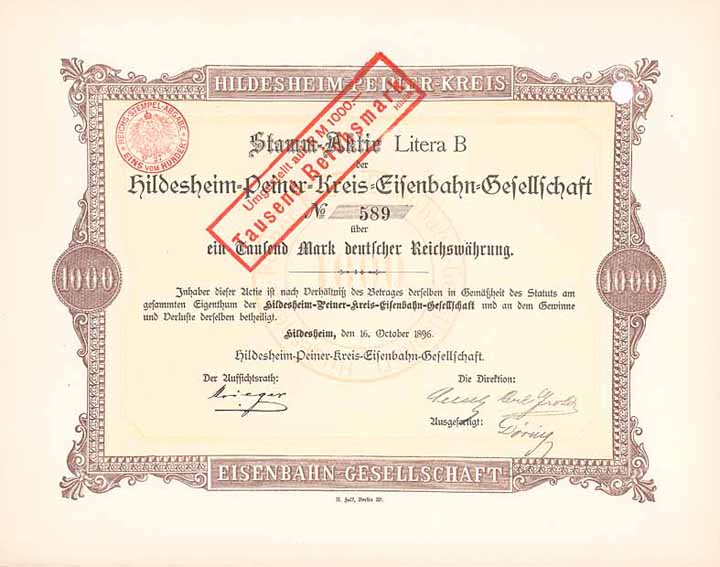 HILDESHEIM-PEINER-KREIS
REICHS-STEMPEL-ABGABE
EINS VOM HUNDERT
Umgestellt auf R M 1000.—
Tausend Reichsmark
Stamm-Aktie Litera B
der
Hildesheim-Peiner-Kreis-Eisenbahn-Gesellschaft
No 589
über
ein Tausend Mark deutscher Reichswährung.
1000
1000
1000
Inhaber dieser Actie ist nach Verhältniß des Betrages derselben in Gemäßheit des Statuts am
gesammten Eigenthum der Hildesheim-Peiner-Kreis-Eisenbahn-Gesellschaft und an dem Gewinne
und Verluste derselben betheiligt.
Hildesheim, den 16. October 1896.
Hildesheim-Peiner-Kreis-Eisenbahn-Gesellschaft.
Der Aufsichtsrath:
Die Direktion:
Krieger
Ausgefertigt:
Döring
EISENBAHN-GESELLSCHAFT